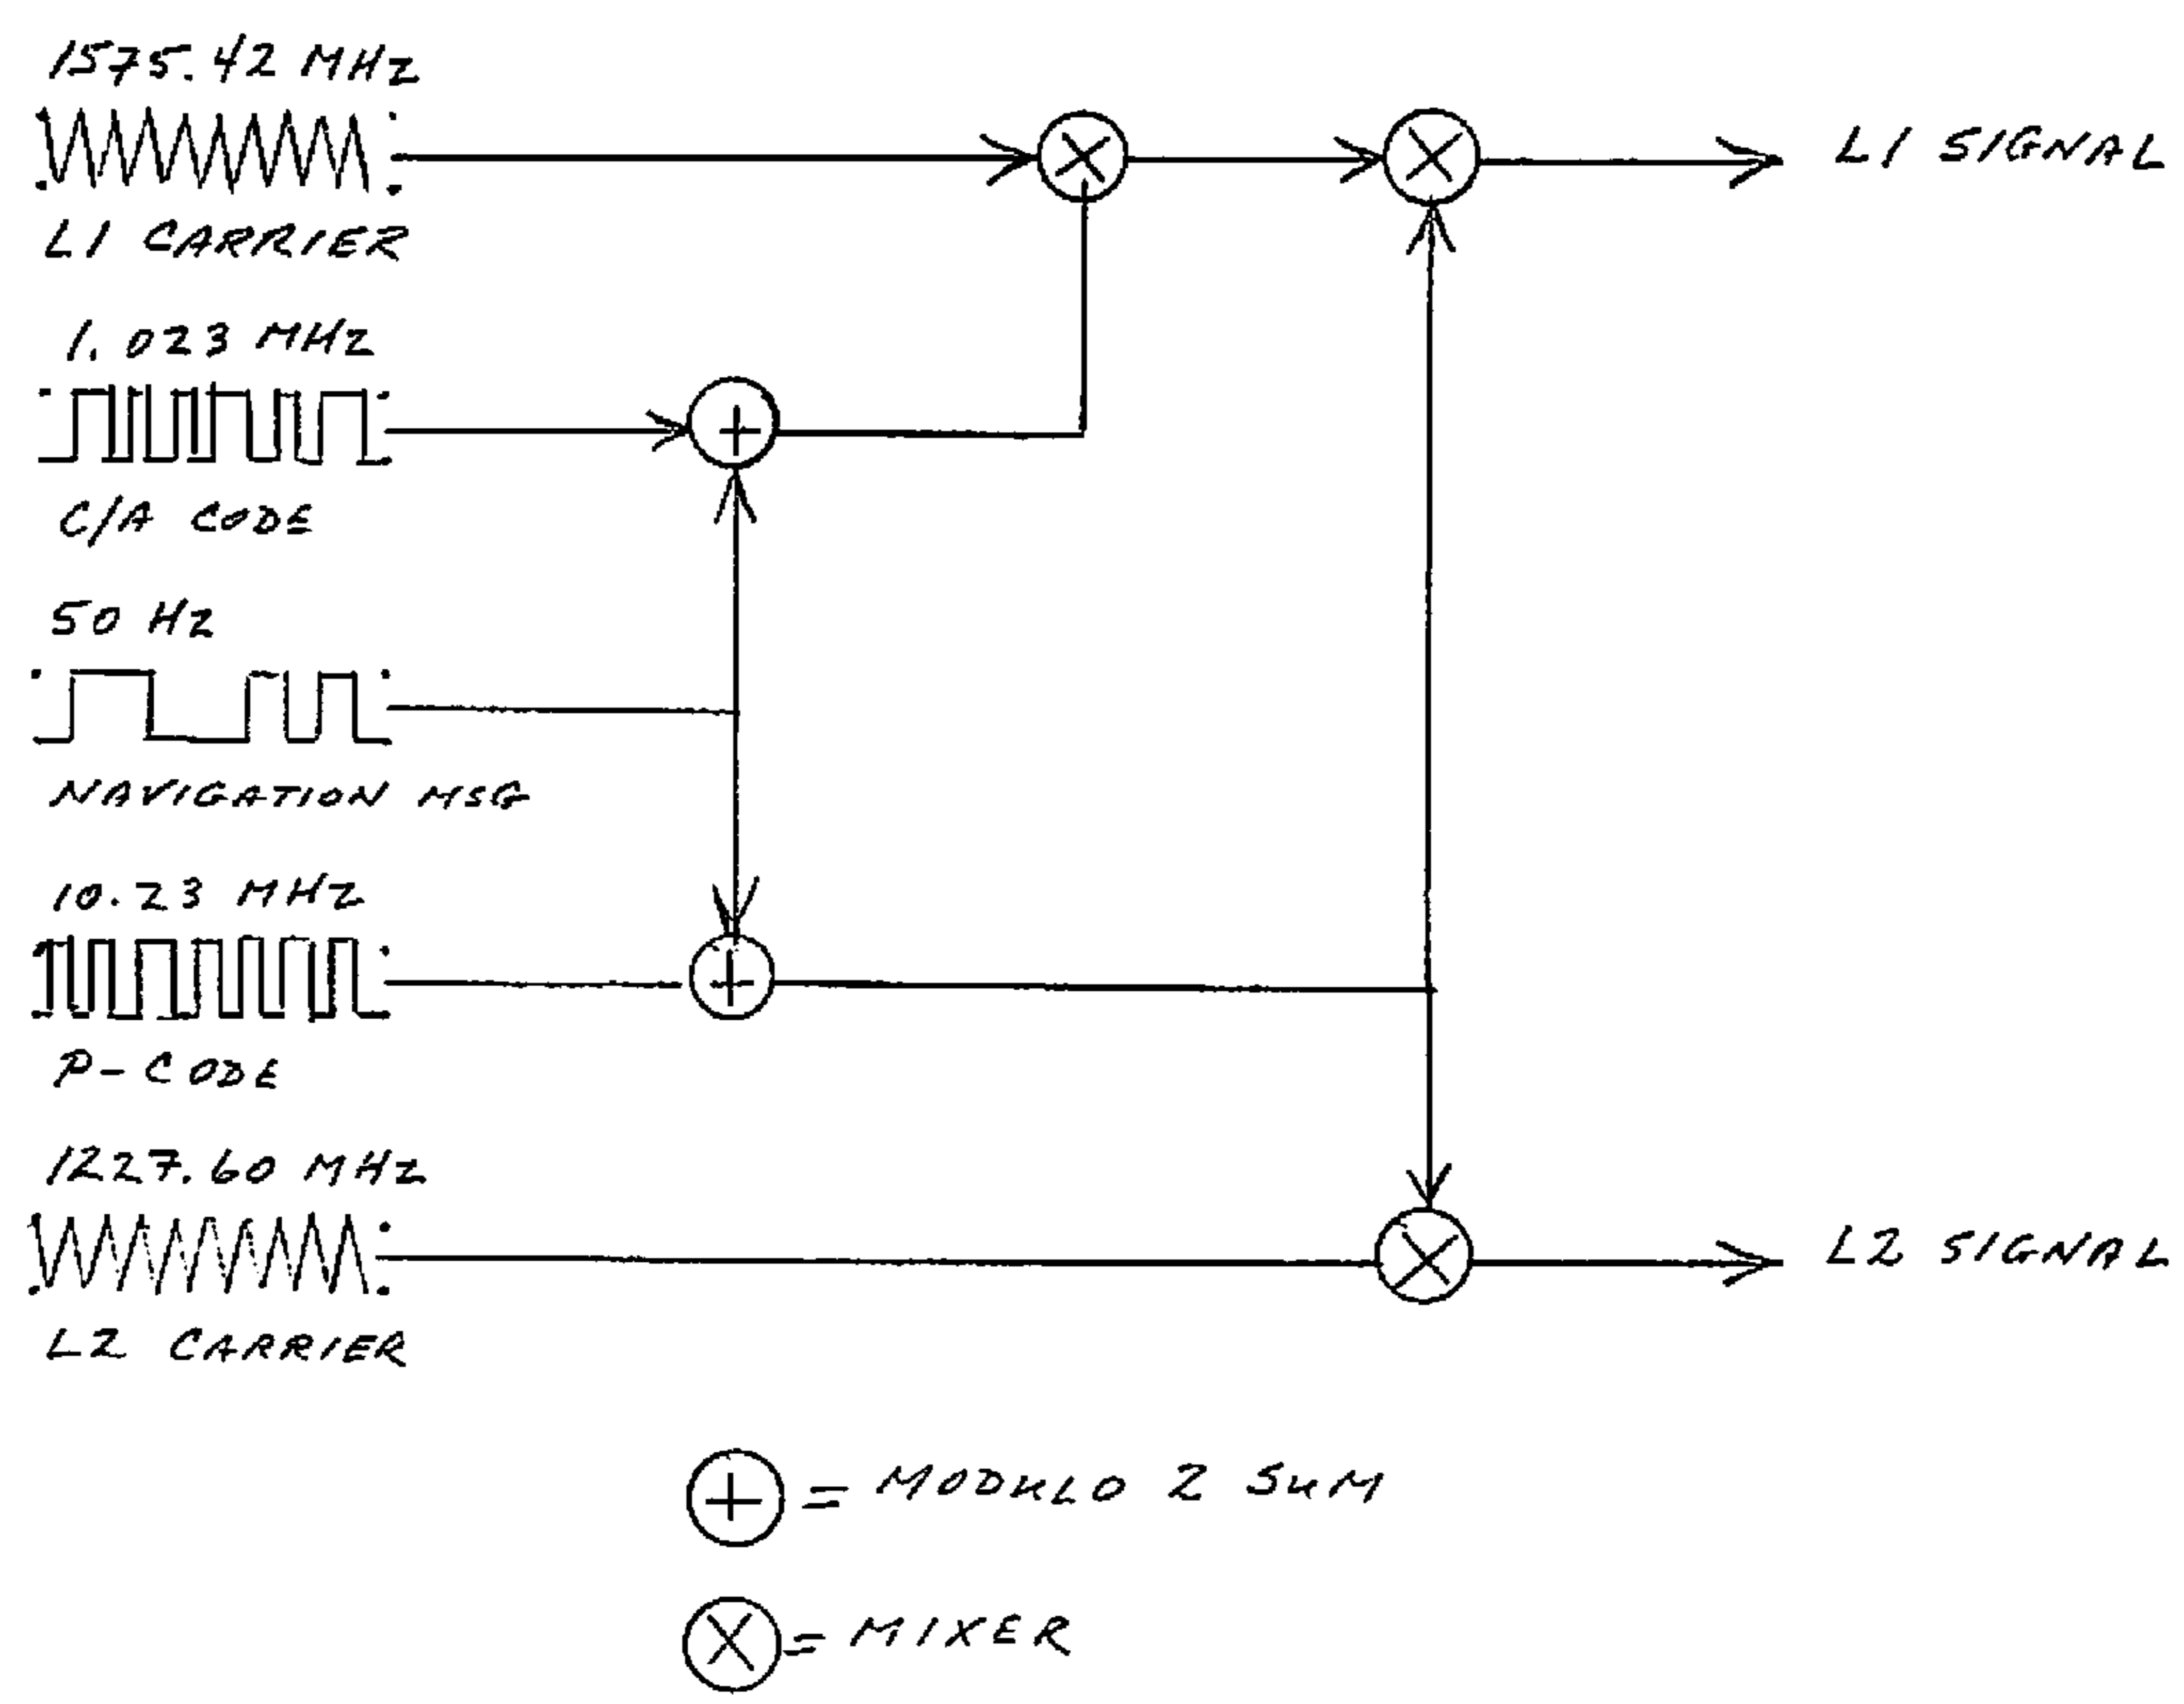 1575.42 MHz
L1 CARRIER
L1 SIGNAL
1.023 MHz
C/A CODE
50 Hz
NAVIGATION MSG
10.23 MHz
P-CODE
1227.60 MHz
L2 CARRIER
L2 SIGNAL
+ = MODULO 2 SUM
X = MIXER